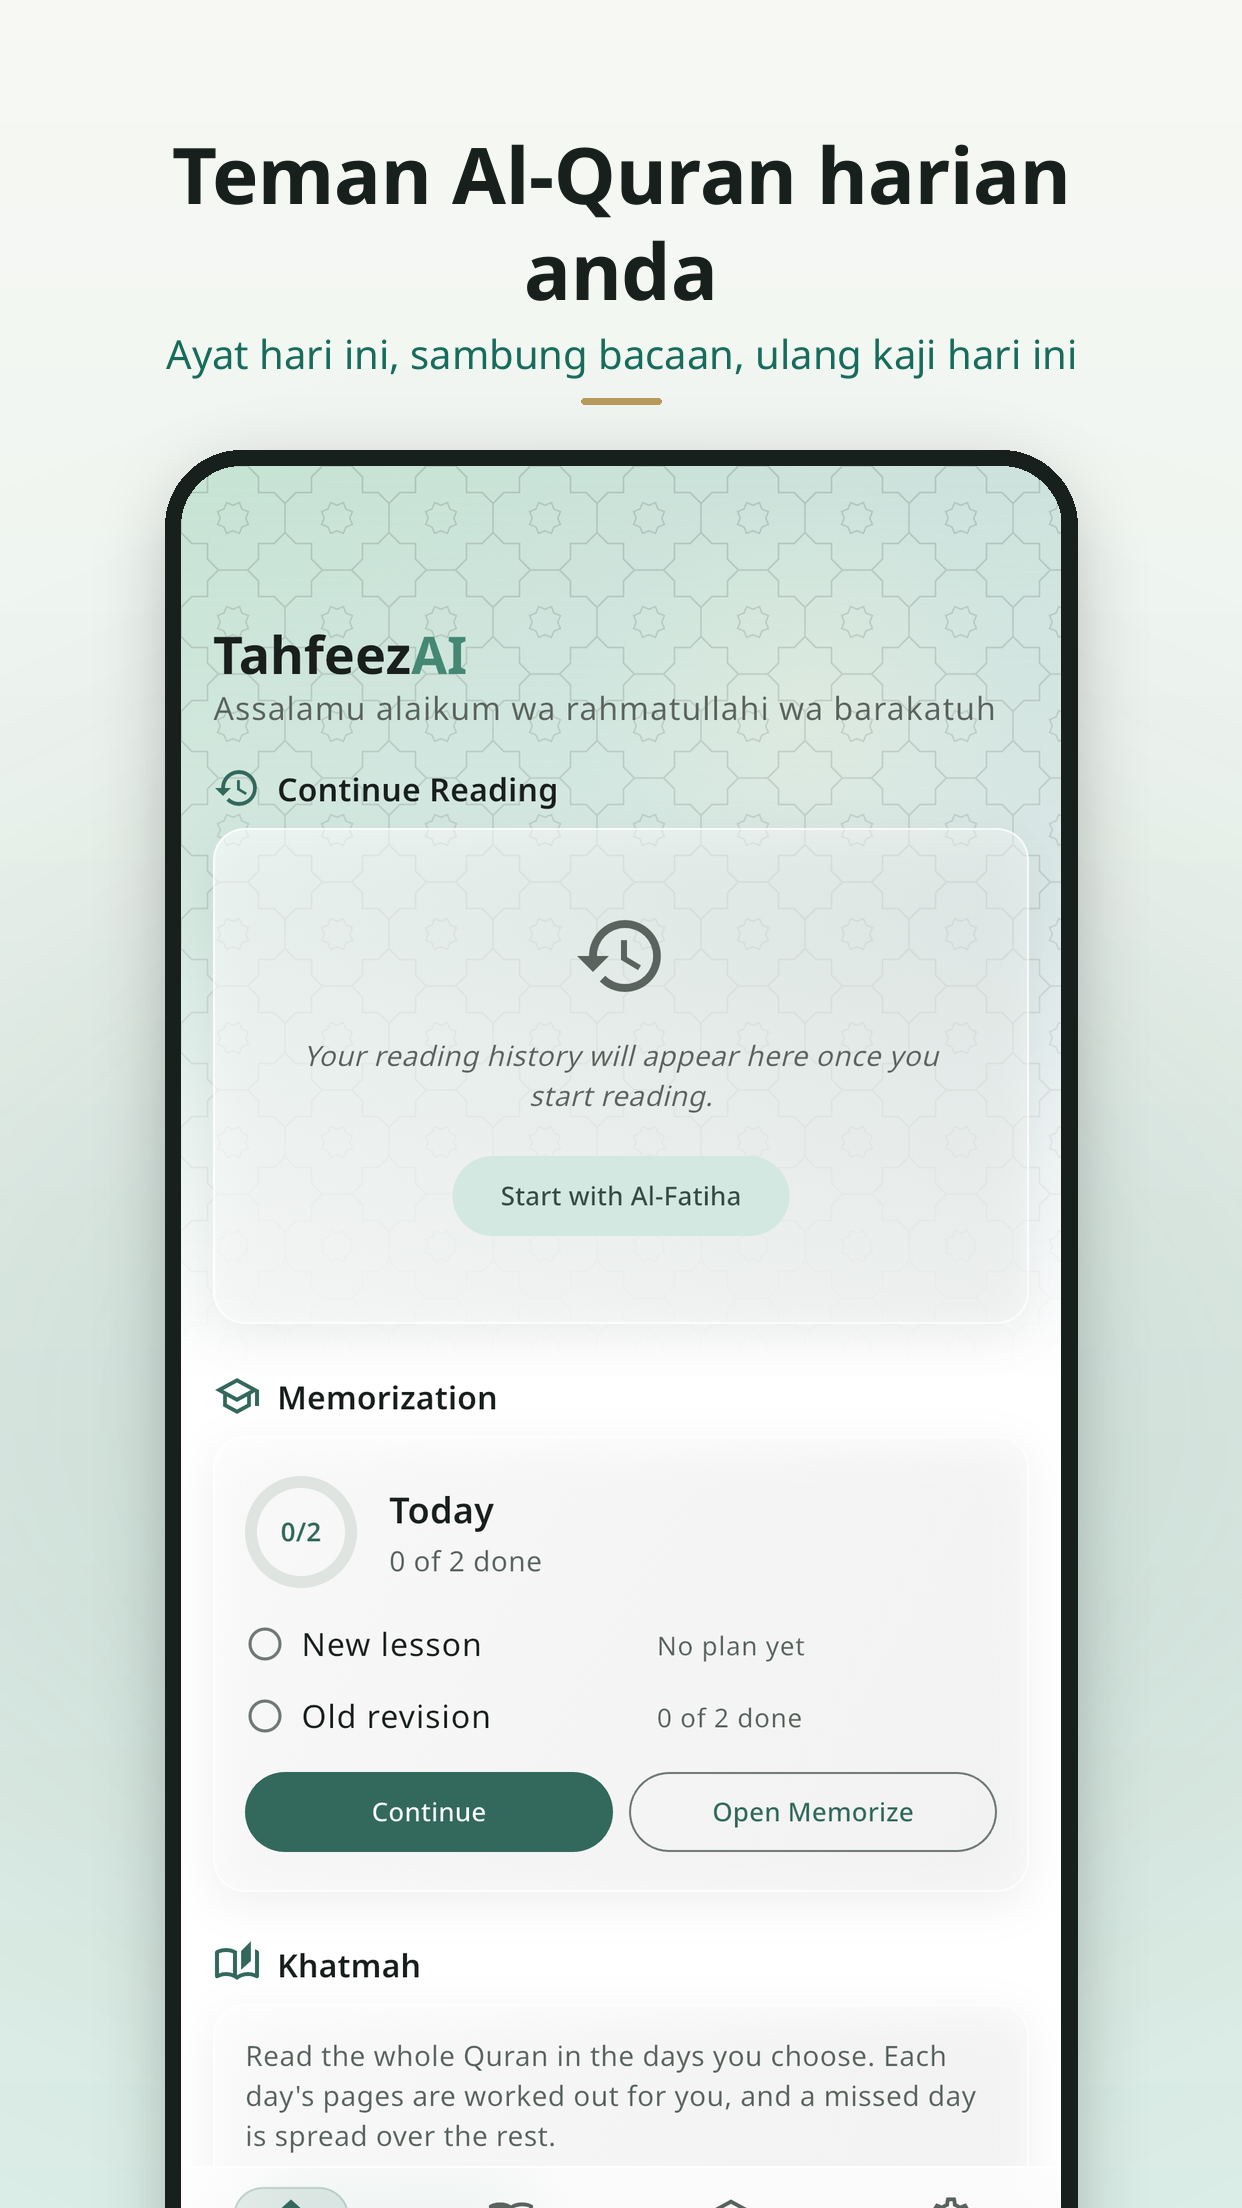 Teman Al-Quran harian
anda
Ayat hari ini, sambung bacaan, ulang kaji hari ini
TahfeezAI
Assalamu alaikum wa rahmatullahi wa barakatuh
Continue Reading
Your reading history will appear here once you
start reading.
Start with Al-Fatiha
Memorization
0/2
Today
0 of 2 done
New lesson
No plan yet
Old revision
0 of 2 done
Continue
Open Memorize
Khatmah
Read the whole Quran in the days you choose. Each
day's pages are worked out for you, and a missed day
is spread over the rest.